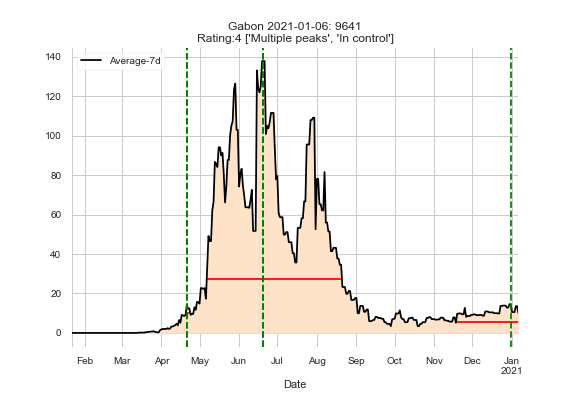 Gabon 2021-01-06: 9641
Rating:4 ['Multiple peaks', 'In control']
Average-7d
140
120
100
80
60
40
20
0
Feb Mar Apr May Jun Jul Aug Sep Oct Nov Dec Jan
2021
Date